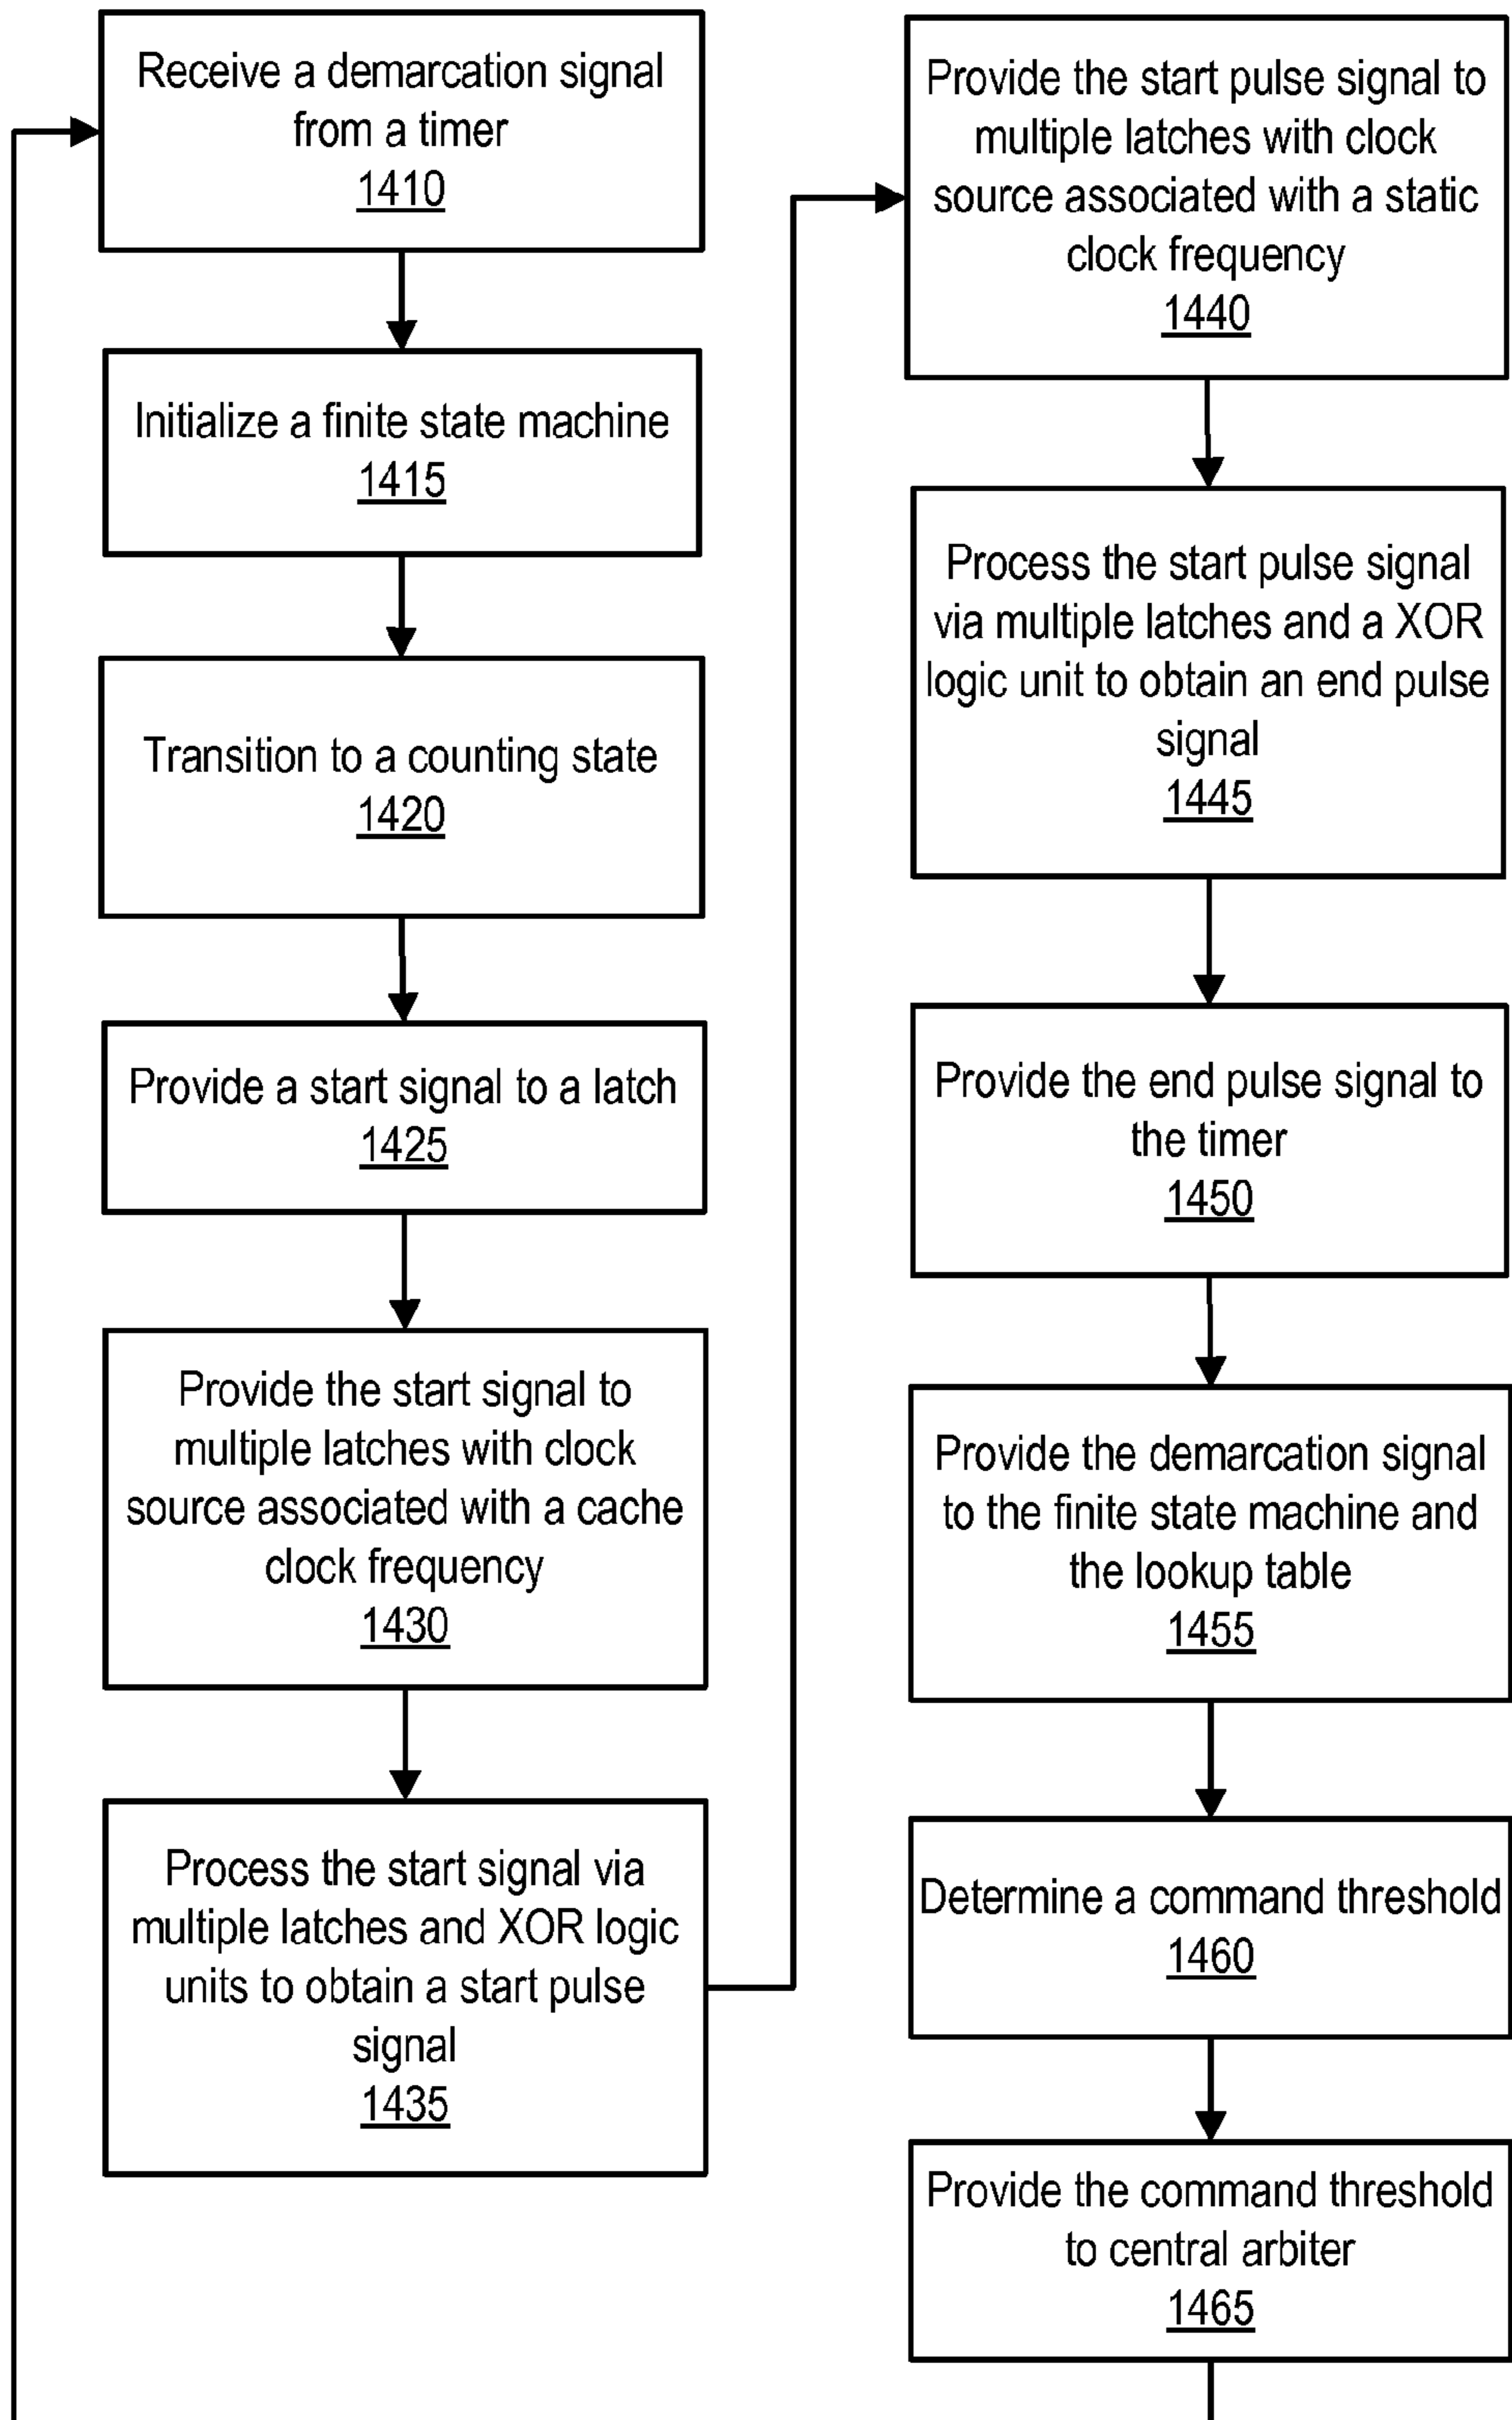 Receive a demarcation signal
from a timer
1410
Initialize a finite state machine
1415
Transition to a counting state
1420
Provide a start signal to a latch
1425
Provide the start signal to
multiple latches with clock
source associated with a cache
clock frequency
1430
Process the start signal via
multiple latches and XOR logic
units to obtain a start pulse
signal
1435
Provide the start pulse signal to
multiple latches with clock
source associated with a static
clock frequency
1440
Process the start pulse signal
via multiple latches and a XOR
logic unit to obtain an end pulse
signal
1445
Provide the end pulse signal to
the timer
1450
Provide the demarcation signal
to the finite state machine and
the lookup table
1455
Determine a command threshold
1460
Provide the command threshold
to central arbiter
1465